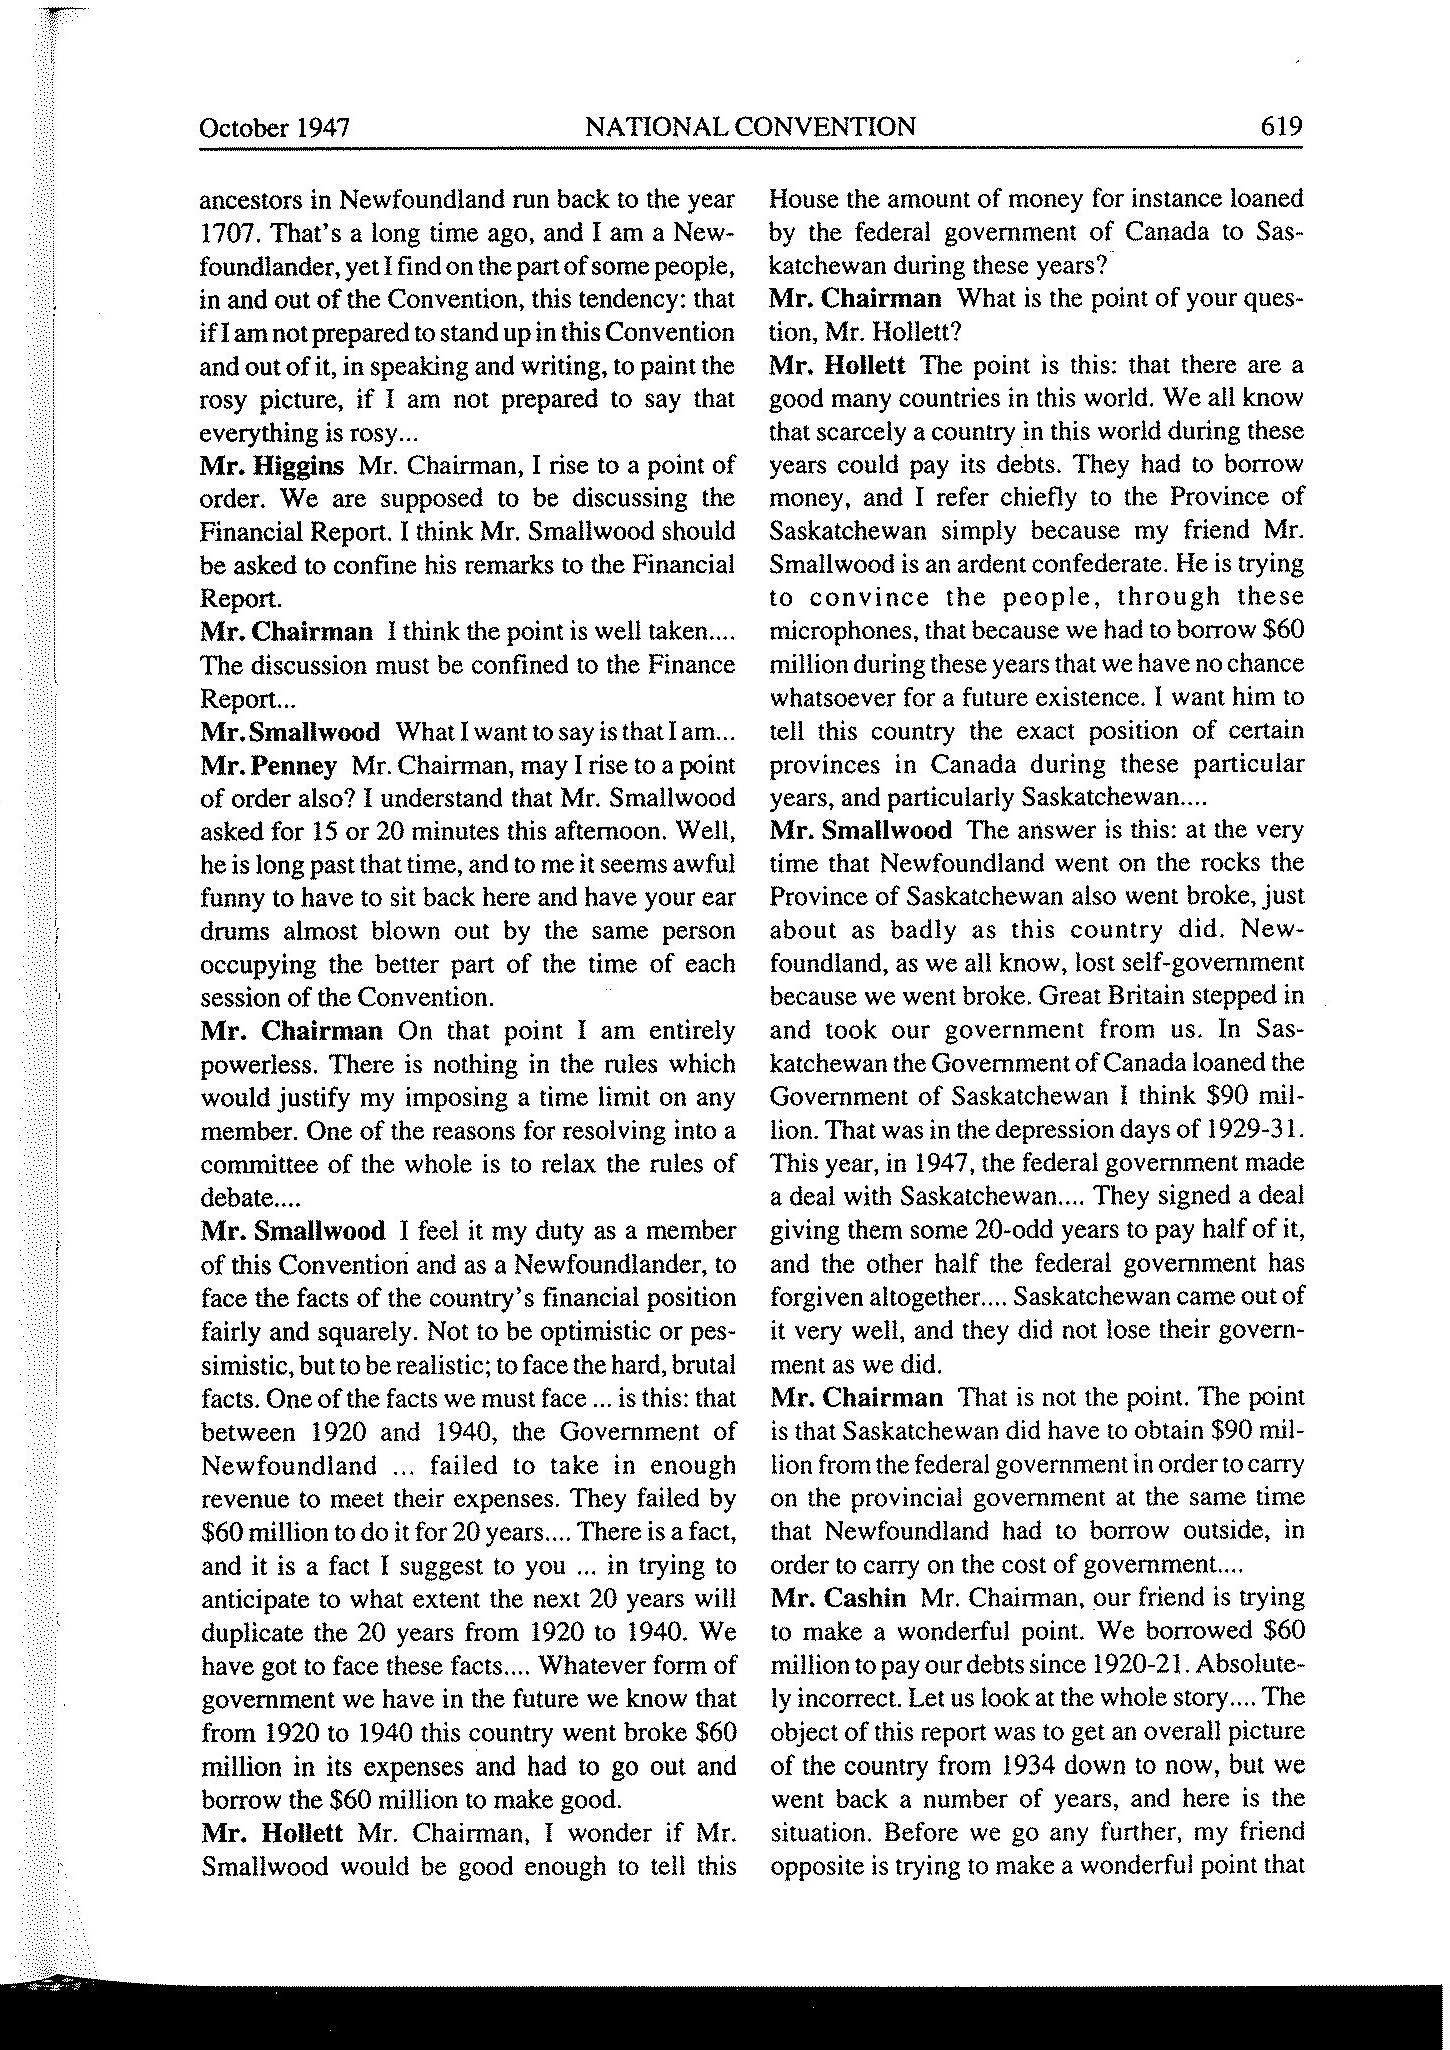 October 1947
NATIONAL CONVENTION
619
ancestors in Newfoundland run back to the year
1707. That's a long time ago, and I am a New-
foundlander, yet I find on the part of some people,
in and out of the Convention, this tendency: that
if I am not prepared to stand up in this Convention
and out of it, in speaking and writing, to paint the
rosy picture, if I am not prepared to say that
everything is rosy...
Mr. Higgins Mr. Chairman, I rise to a point of
order. We are supposed to be discussing the
Financial Report. I think Mr. Smallwood should
be asked to confine his remarks to the Financial
Report.
Mr. Chairman I think the point is well taken....
The discussion must be confined to the Finance
Report...
Mr. Smallwood What I want to say is that I am...
Mr. Penney Mr. Chairman, may I rise to a point
of order also? I understand that Mr. Smallwood
asked for 15 or 20 minutes this afternoon. Well,
he is long past that time, and to me it seems awful
funny to have to sit back here and have your ear
drums almost blown out by the same person
occupying the better part of the time of each
session of the Convention.
Mr. Chairman On that point I am entirely
powerless. There is nothing in the rules which
would justify my imposing a time limit on any
member. One of the reasons for resolving into a
committee of the whole is to relax the rules of
debate....
Mr. Smallwood I feel it my duty as a member
of this Convention and as a Newfoundlander, to
face the facts of the country's financial position
fairly and squarely. Not to be optimistic or pes-
simistic, but to be realistic; to face the hard, brutal
facts. One of the facts we must face ... is this: that
between 1920 and 1940, the Government of
Newfoundland ... failed to take in enough
revenue to meet their expenses. They failed by
$60 million to do it for 20 years.... There is a fact,
and it is a fact I suggest to you ... in trying to
anticipate to what extent the next 20 years will
duplicate the 20 years from 1920 to 1940. We
have got to face these facts.... Whatever form of
government we have in the future we know that
from 1920 to 1940 this country went broke $60
million in its expenses and had to go out and
borrow the $60 million to make good.
Mr. Hollett Mr. Chairman, I wonder if Mr.
Smallwood would be good enough to tell this
House the amount of money for instance loaned
by the federal government of Canada to Sas-
katchewan during these years?
Mr. Chairman What is the point of your ques-
tion, Mr. Hollett?
Mr. Hollett The point is this: that there are a
good many countries in this world. We all know
that scarcely a country in this world during these
years could pay its debts. They had to borrow
money, and I refer chiefly to the Province of
Saskatchewan simply because my friend Mr.
Smallwood is an ardent confederate. He is trying
to convince the people, through these
microphones, that because we had to borrow $60
million during these years that we have no chance
whatsoever for a future existence. I want him to
tell this country the exact position of certain
provinces in Canada during these particular
years, and particularly Saskatchewan....
Mr. Smallwood The answer is this: at the very
time that Newfoundland went on the rocks the
Province of Saskatchewan also went broke, just
about as badly as this country did. New-
foundland, as we all know, lost self-government
because we went broke. Great Britain stepped in
and took our government from us. In Sas-
katchewan the Government of Canada loaned the
Government of Saskatchewan I think $90 mil-
lion. That was in the depression days of 1929-31.
This year, in 1947, the federal government made
a deal with Saskatchewan.... They signed a deal
giving them some 20-odd years to pay half of it,
and the other half the federal government has
forgiven altogether.... Saskatchewan came out of
it very well, and they did not lose their govern-
ment as we did.
Mr. Chairman That is not the point. The point
is that Saskatchewan did have to obtain $90 mil-
lion from the federal government in order to carry
on the provincial government at the same time
that Newfoundland had to borrow outside, in
order to carry on the cost of government....
Mr. Cashin Mr. Chairman, our friend is trying
to make a wonderful point. We borrowed $60
million to pay our debts since 1920-21. Absolute-
ly incorrect. Let us look at the whole story.... The
object of this report was to get an overall picture
of the country from 1934 down to now, but we
went back a number of years, and here is the
situation. Before we go any further, my friend
opposite is trying to make a wonderful point that